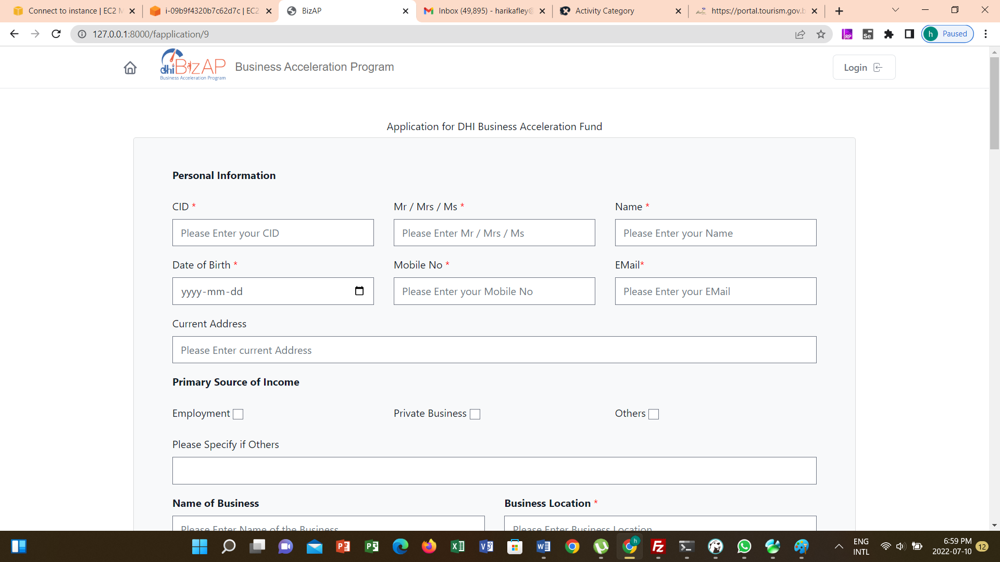 Connect to instance | EC2 M
i-09b9f4320b7c62d7c | EC2
BizAP
Inbox (49,895) - harikafley@
Activity Category
https://portal.tourism.gov.b
127.0.0.1:8000/fapplication/9
RP
Se
h Paused
dhi BizAP
Business Acceleration Program
Business Acceleration Program
Login
Application for DHI Business Acceleration Fund
Personal Information
CID *
Mr / Mrs / Ms *
Name *
Please Enter your CID
Please Enter Mr / Mrs / Ms
Please Enter your Name
Date of Birth *
Mobile No *
EMail*
yyyy-mm-dd
Please Enter your Mobile No
Please Enter your EMail
Current Address
Please Enter current Address
Primary Source of Income
Employment
Private Business
Others
Please Specify if Others
Name of Business
Business Location *
Please Enter Name of the Business
Please Enter Business Location
ENG
INTL
6:59 PM
2022-07-10
12